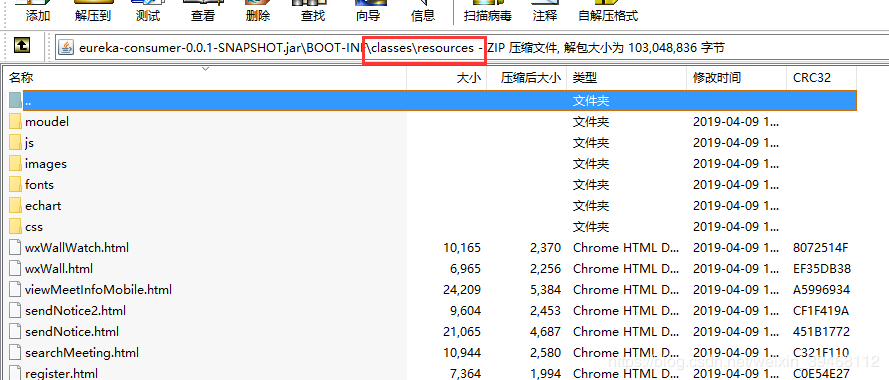 添加 解压到 测试 查看 删除 查找 向导 信息 扫描病毒 注释 自解压格式
eureka-consumer-0.0.1-SNAPSHOT.jar\BOOT-INF\classes\resources - ZIP 压缩文件, 解包大小为 103,048,836 字节
名称 大小 压缩后大小 类型 修改时间 CRC32
.. 文件夹
moudel 文件夹 2019-04-09 1...
js 文件夹 2019-04-09 1...
images 文件夹 2019-04-09 1...
fonts 文件夹 2019-04-09 1...
echart 文件夹 2019-04-09 1...
css 文件夹 2019-04-09 1...
wxWallWatch.html 10,165 2,370 Chrome HTML D... 2019-04-09 1... 8072514F
wxWall.html 6,965 2,256 Chrome HTML D... 2019-04-09 1... EF35DB38
viewMeetInfoMobile.html 24,209 5,384 Chrome HTML D... 2019-04-09 1... A5996934
sendNotice2.html 9,604 2,453 Chrome HTML D... 2019-04-09 1... CF1F419A
sendNotice.html 21,065 4,687 Chrome HTML D... 2019-04-09 1... 451B1772
searchMeeting.html 10,944 2,580 Chrome HTML D... 2019-04-09 1... C321F110
register.html 7,364 1,994 Chrome HTML D... 2019-04-09 1... C0E54E27